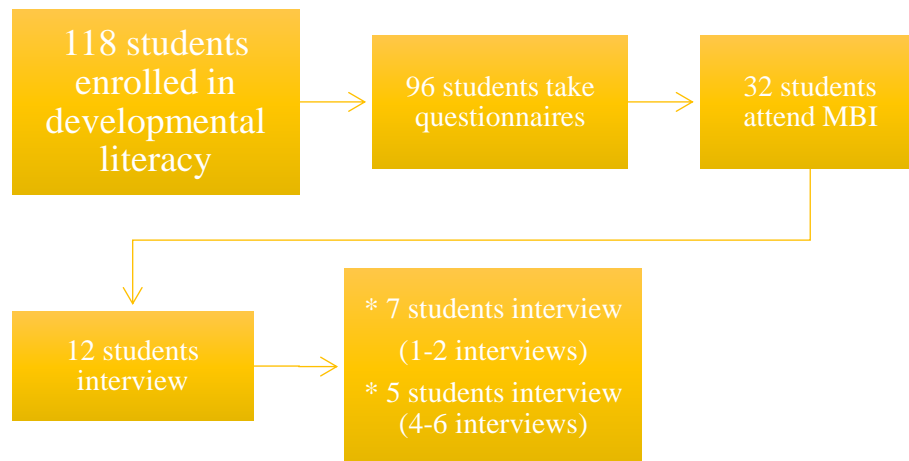 118 students
enrolled in
developmental
literacy
96 students take
questionnaires
32 students
attend MBI
12 students
interview
* 7 students interview
(1-2 interviews)
* 5 students interview
(4-6 interviews)